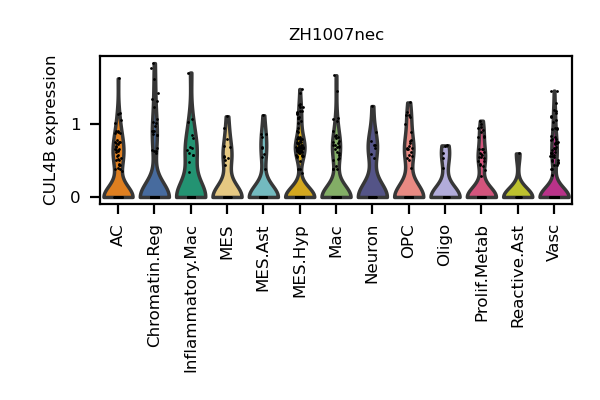 ZH1007nec
CUL4B expression
1
0
AC
Chromatin.Reg
Inflammatory.Mac
MES
MES.Ast
MES.Hyp
Mac
Neuron
OPC
Oligo
Prolif.Metab
Reactive.Ast
Vasc